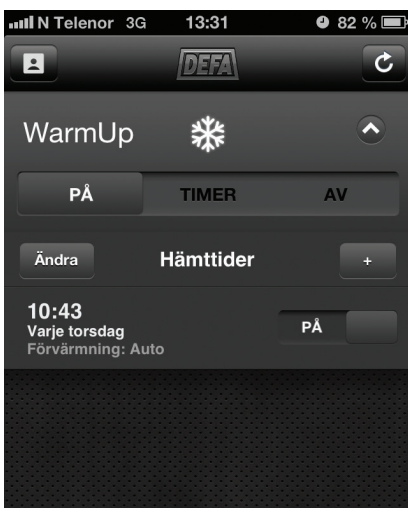 N Telenor 3G 13:31 82 %
DEFA
WarmUp
PÅ TIMER AV
Ändra Hämttider +
10:43
Varje torsdag
Förvärmning: Auto
PÅ